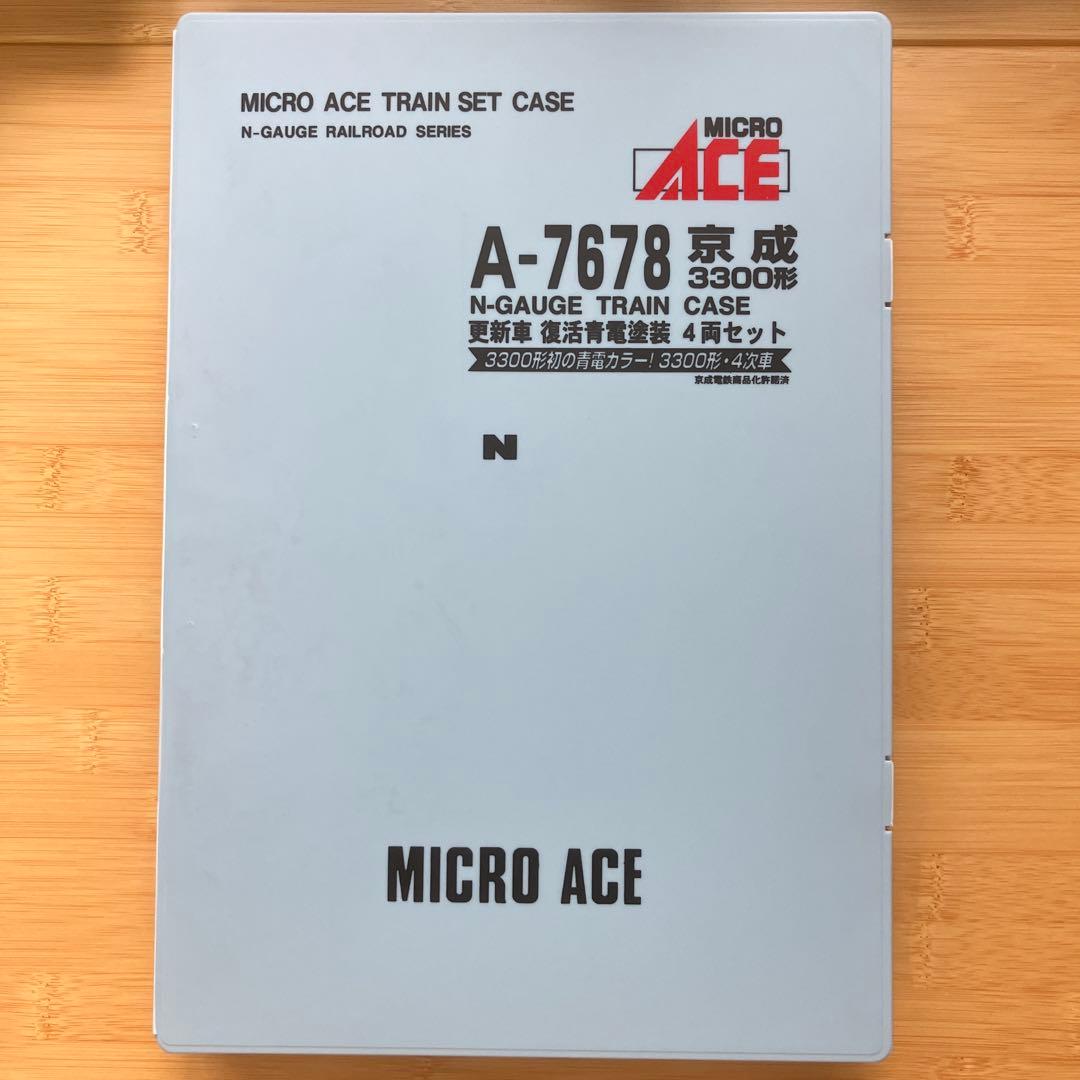 MICRO ACE TRAIN SET CASE
N-GAUGE RAILROAD SERIES
MICRO
ACE
A-7678 京成
3300形
N-GAUGE TRAIN CASE
更新車 復活青電塗装 4両セット
3300形初の青電カラー! 3300形・4次車
京成電鉄商品化許諾済
N
MICRO ACE